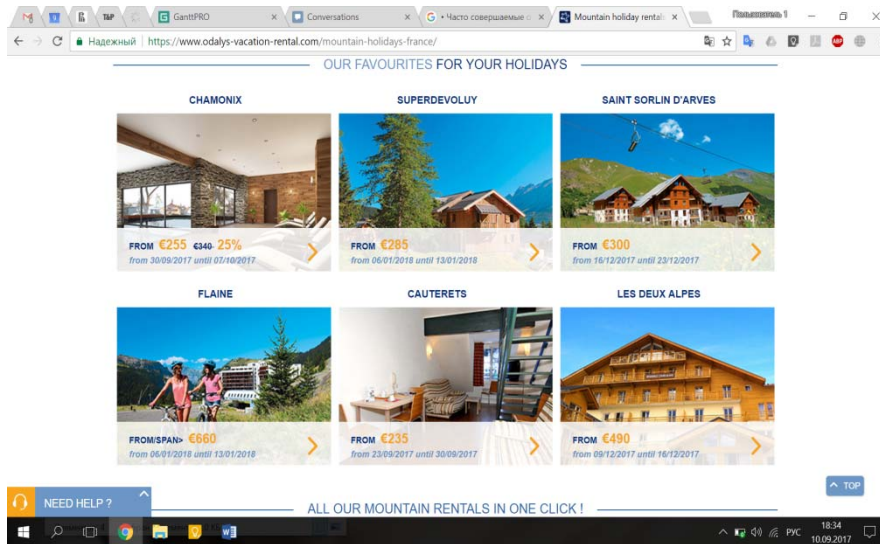 GanttPRO
Conversations
Часто совершаемые о
Mountain holiday rental
Пользователь 1
Надежный
https://www.odalys-vacation-rental.com/mountain-holidays-france/
OUR FAVOURITES FOR YOUR HOLIDAYS
CHAMONIX
SUPERDEVOLUY
SAINT SORLIN D'ARVES
FROM €255 €340 25%
from 30/09/2017 until 07/10/2017
FROM €285
from 06/01/2018 until 13/01/2018
FROM €300
from 16/12/2017 until 23/12/2017
FLAINE
CAUTERETS
LES DEUX ALPES
FROM/SPAN> €660
from 06/01/2018 until 13/01/2018
FROM €235
from 23/09/2017 until 30/09/2017
FROM €490
from 09/12/2017 until 16/12/2017
TOP
NEED HELP ?
ALL OUR MOUNTAIN RENTALS IN ONE CLICK !
РУС
18:34
10.09.2017